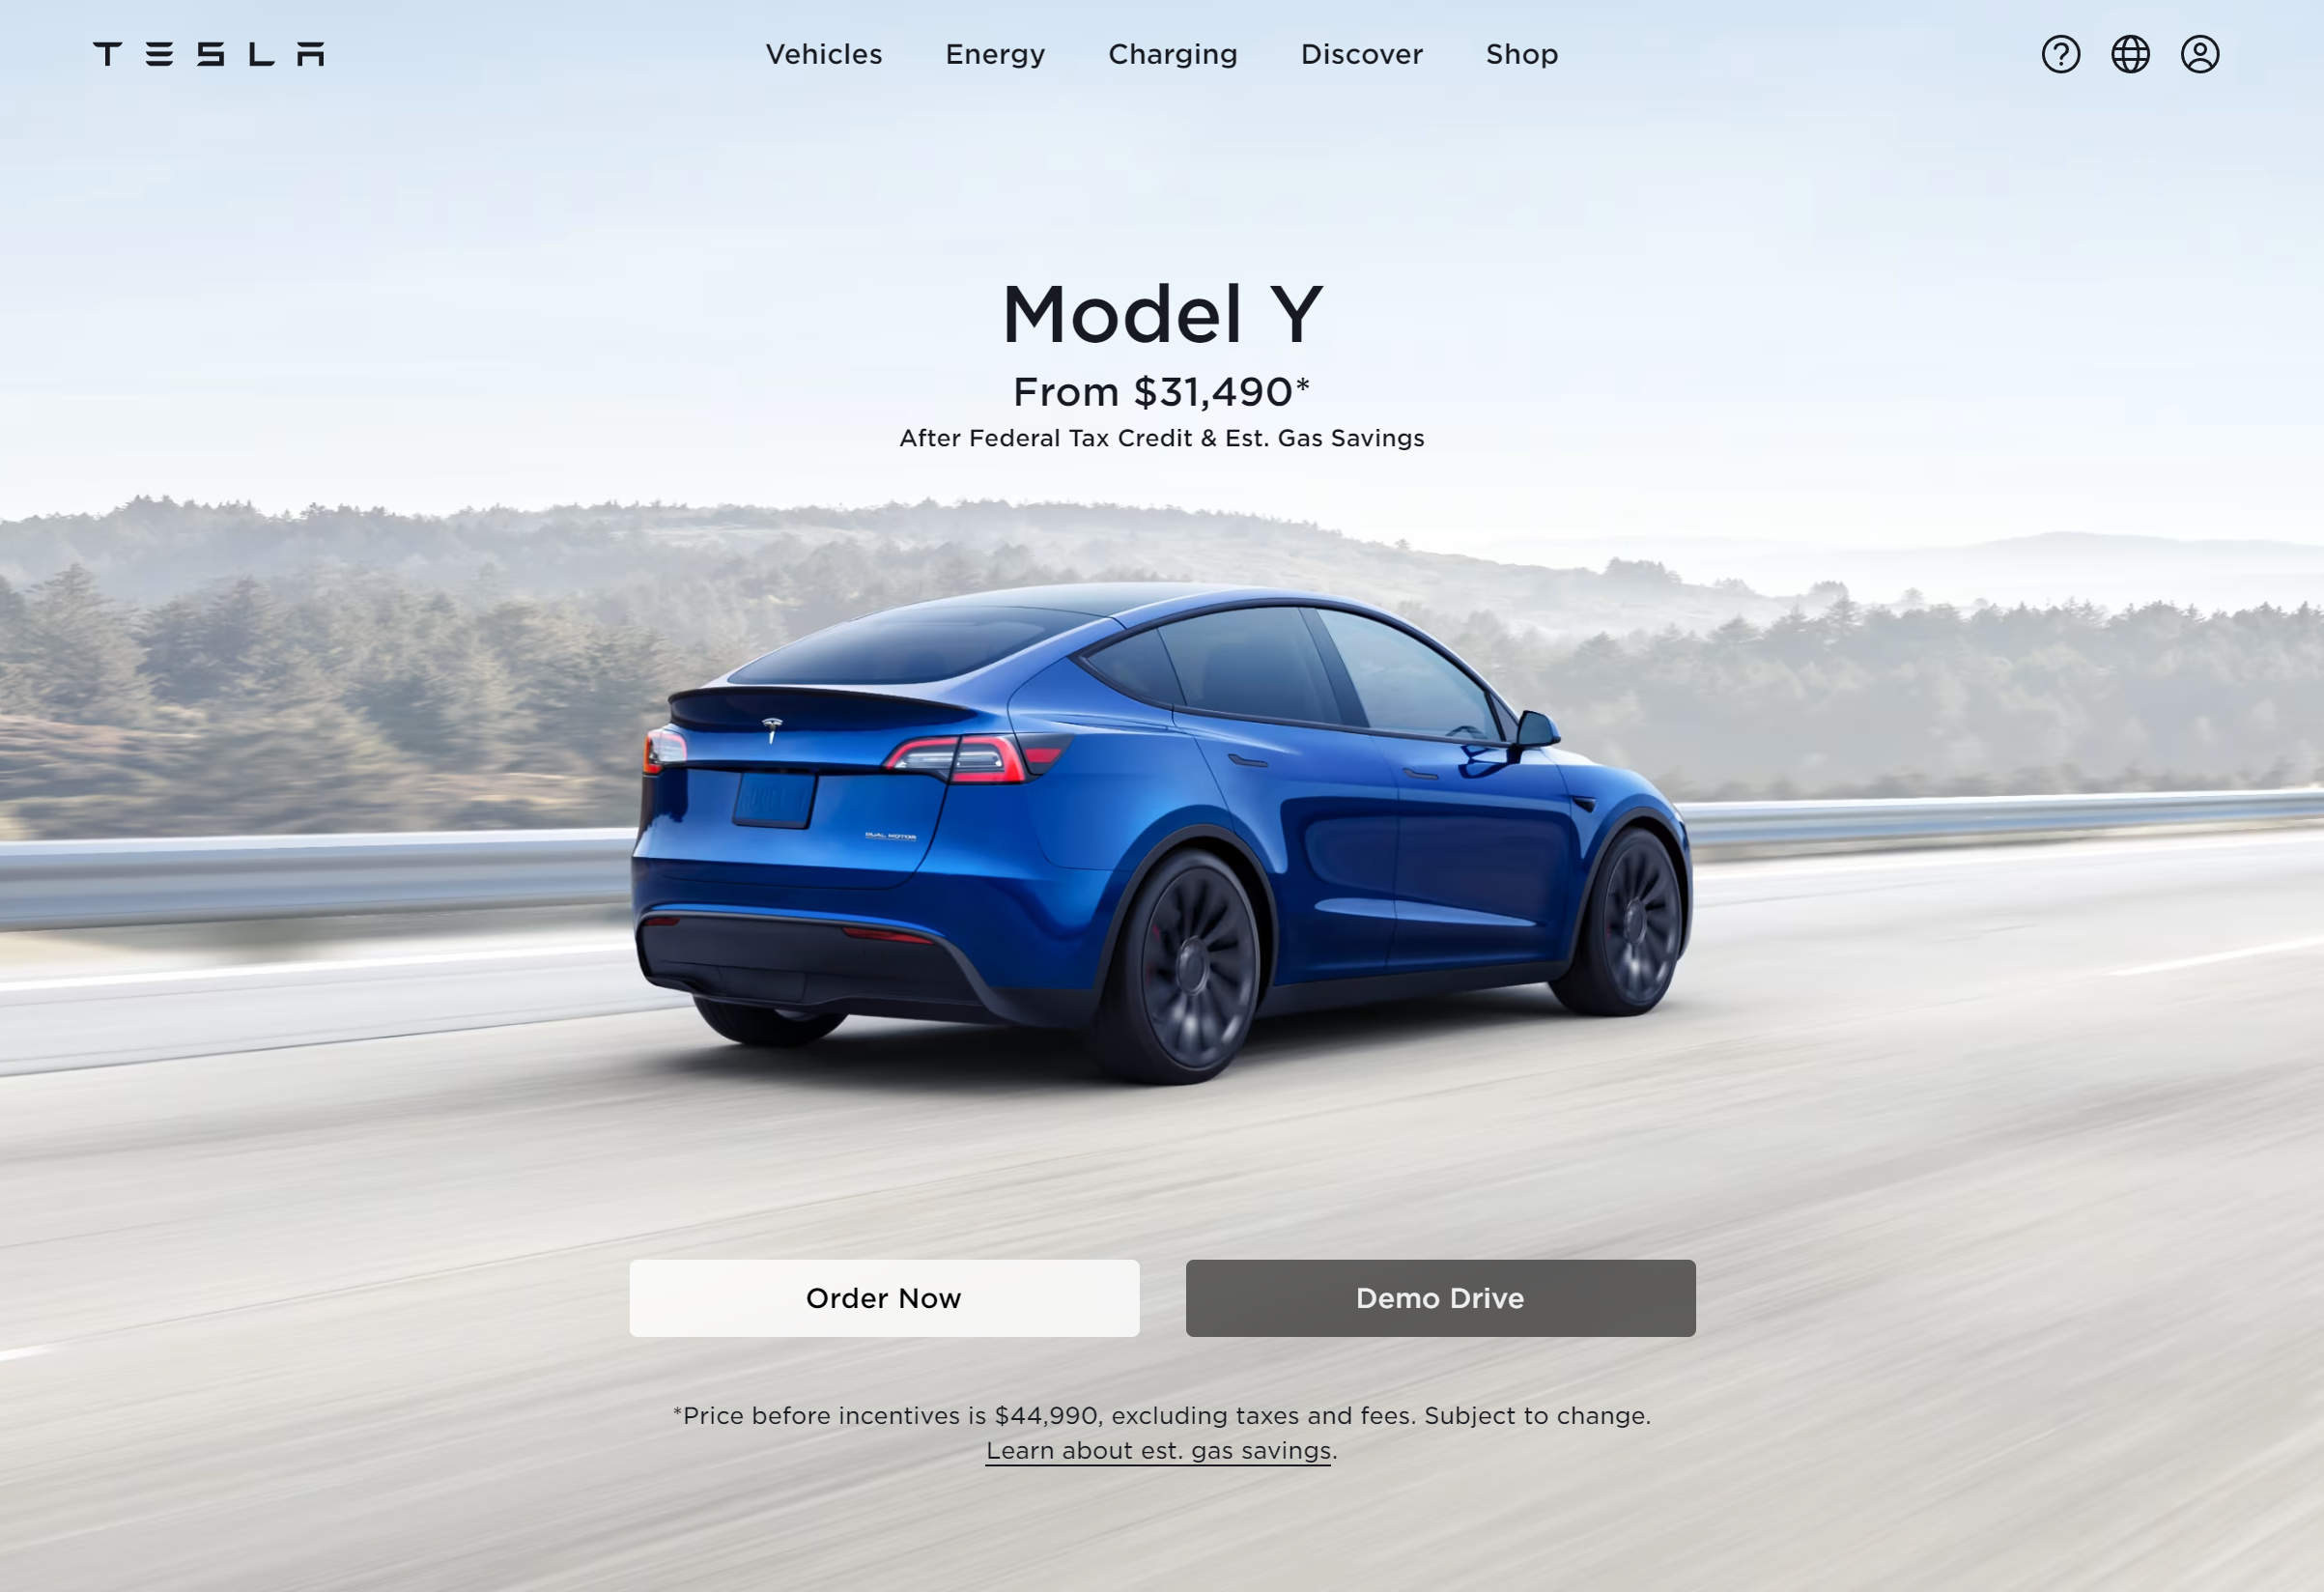 TESLA
Vehicles Energy Charging Discover Shop
Model Y
From $31,490*
After Federal Tax Credit & Est. Gas Savings
DUAL MOTOR
Order Now Demo Drive
*Price before incentives is $44,990, excluding taxes and fees. Subject to change.
Learn about est. gas savings.